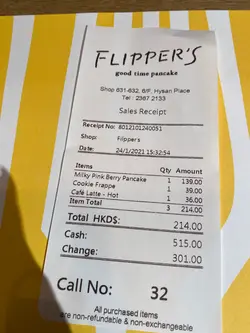 FLIPPER'S
good time pancake
Shop 631-632, 6/F, Hysan Place
Tel : 2387 2133
Sales Receipt
Receipt No: 8012101240051
Shop: Flippers
Date: 24/1/2021 15:32:54
Items Qty Amount
Milky Pink Berry Pancake 1 139.00
Cookie Frappe 1 39.00
Café Latte - Hot 1 36.00
Item Total 3 214.00
Total HKD$: 214.00
Cash: 515.00
Change: 301.00
Call No: 32
All purchased items
are non-refundable & non-exchangeable